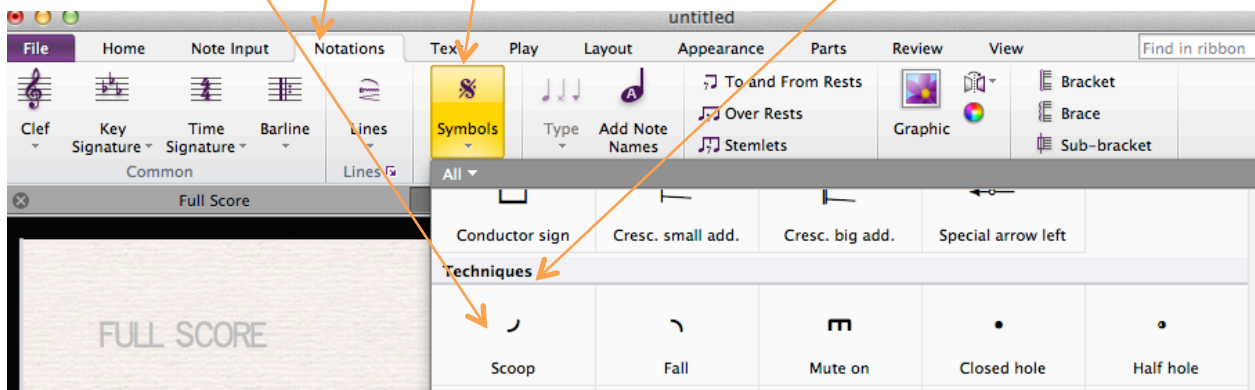 untitled
File Home Note Input Notations Text Play Layout Appearance Parts Review View Find in ribbon
Clef
Key Signature
Time Signature
Barline
Common
Lines
Lines
Symbols
Type
Add Note Names
To and From Rests
Over Rests
Stemlets
Graphic
Bracket
Brace
Sub-bracket
Full Score
All
Conductor sign Cresc. small add. Cresc. big add. Special arrow left
Techniques
Scoop Fall Mute on Closed hole Half hole
FULL SCORE